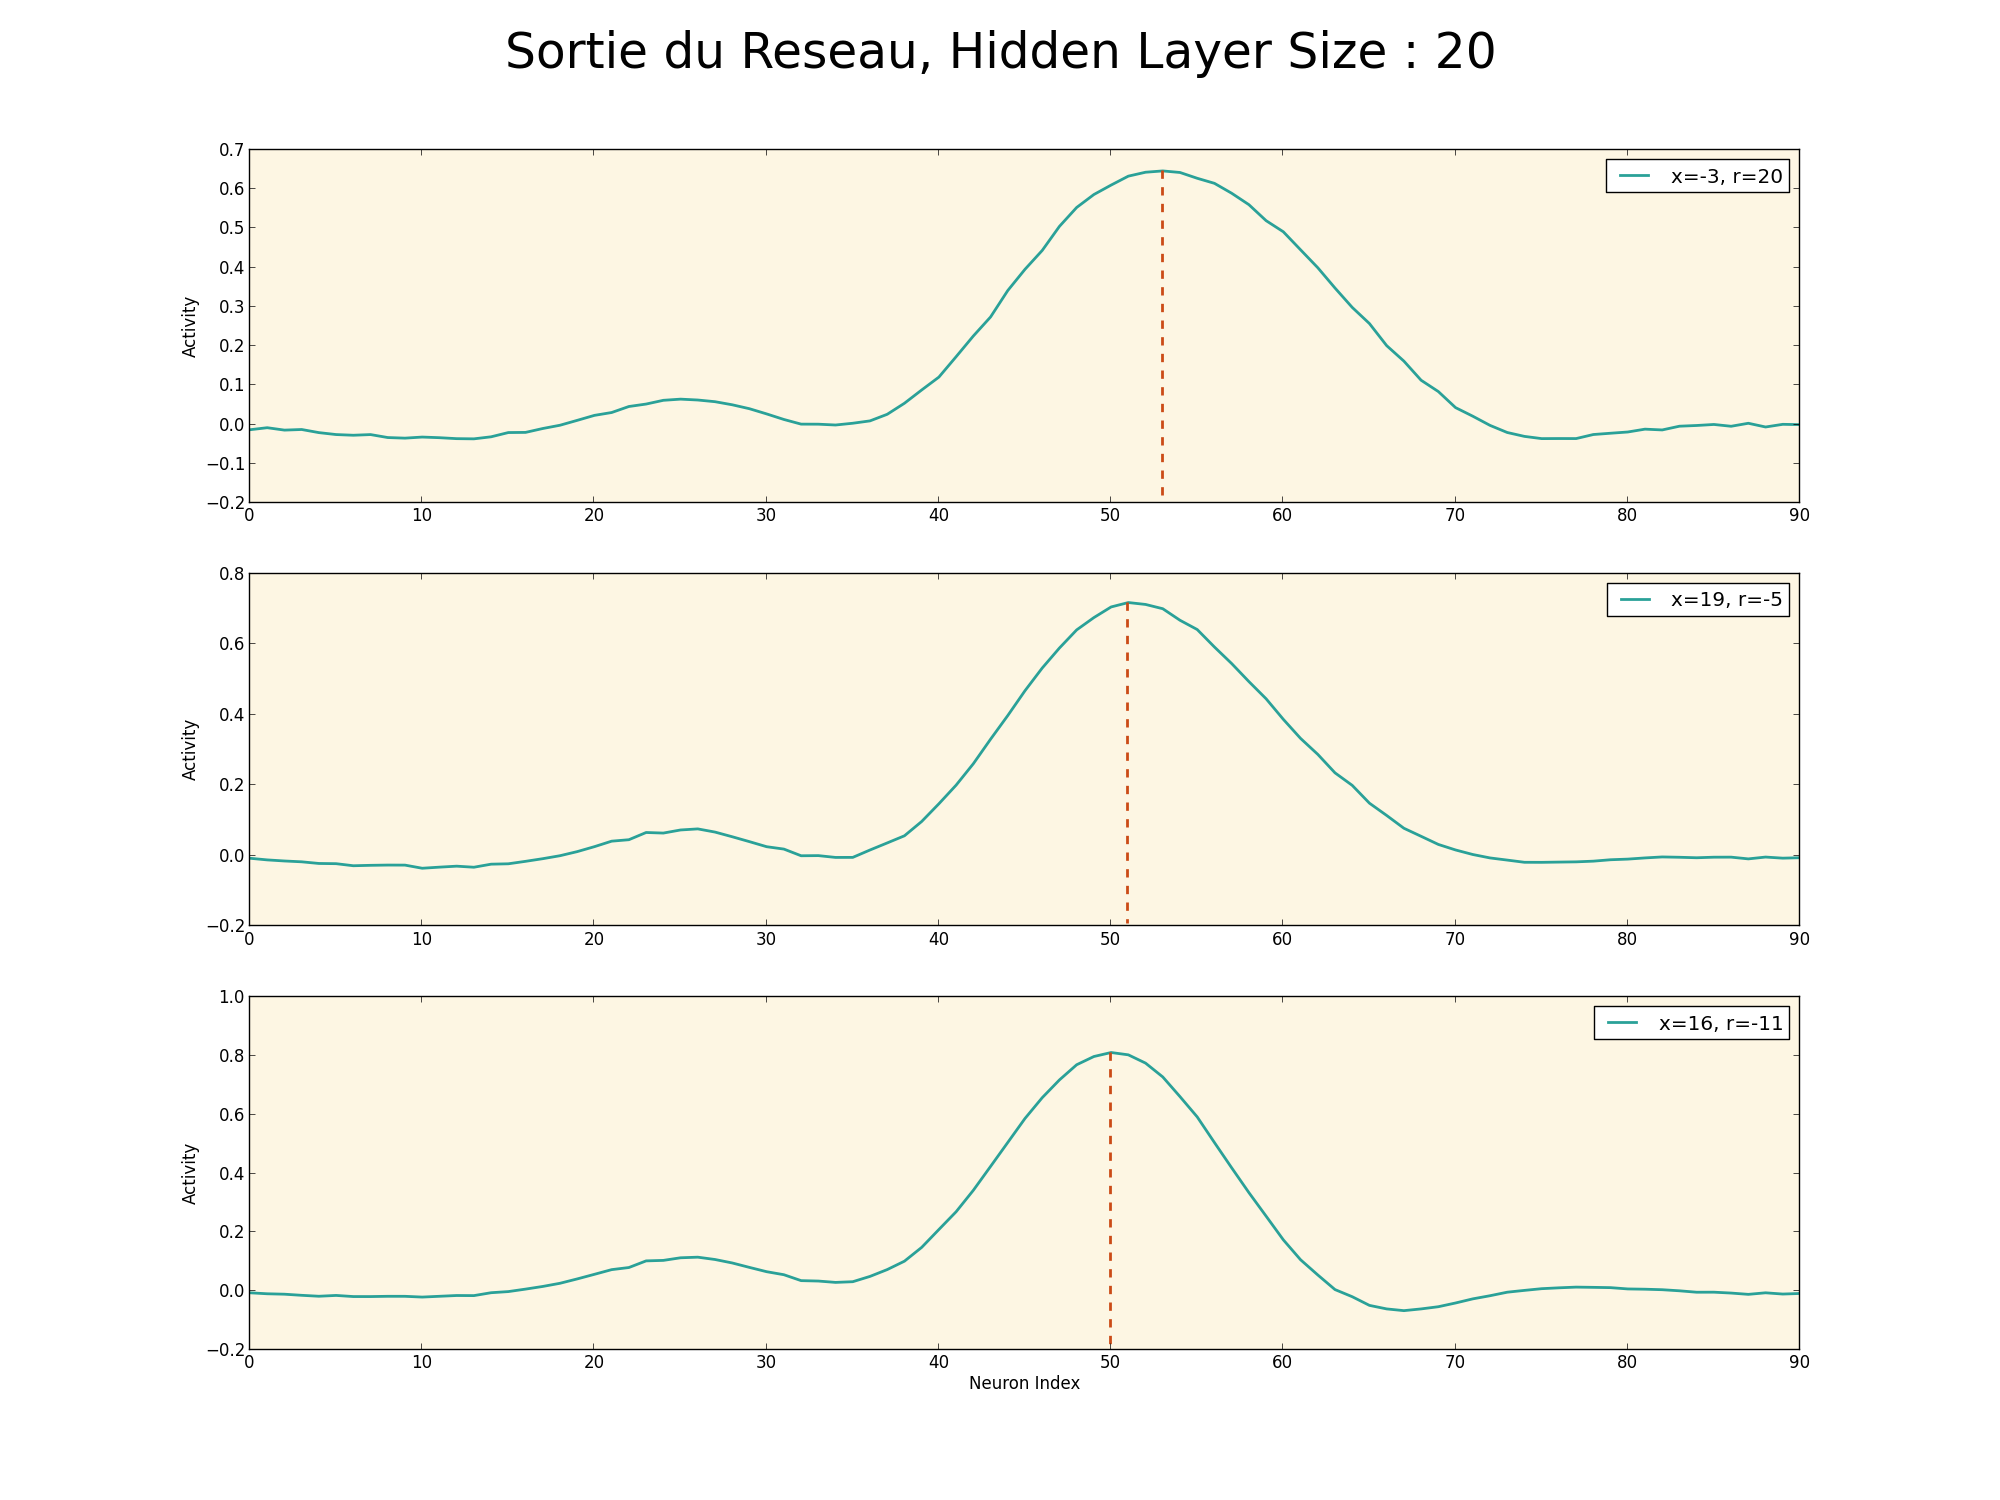 Sortie du Reseau, Hidden Layer Size : 20
0.7
0.6
0.5
0.4
0.3
0.2
0.1
0.0
−0.1
−0.2
Activity
x=-3, r=20
0 10 20 30 40 50 60 70 80 90
0.8
0.6
0.4
0.2
0.0
−0.2
Activity
x=19, r=-5
0 10 20 30 40 50 60 70 80 90
1.0
0.8
0.6
0.4
0.2
0.0
−0.2
Activity
x=16, r=-11
0 10 20 30 40 50 60 70 80 90
Neuron Index